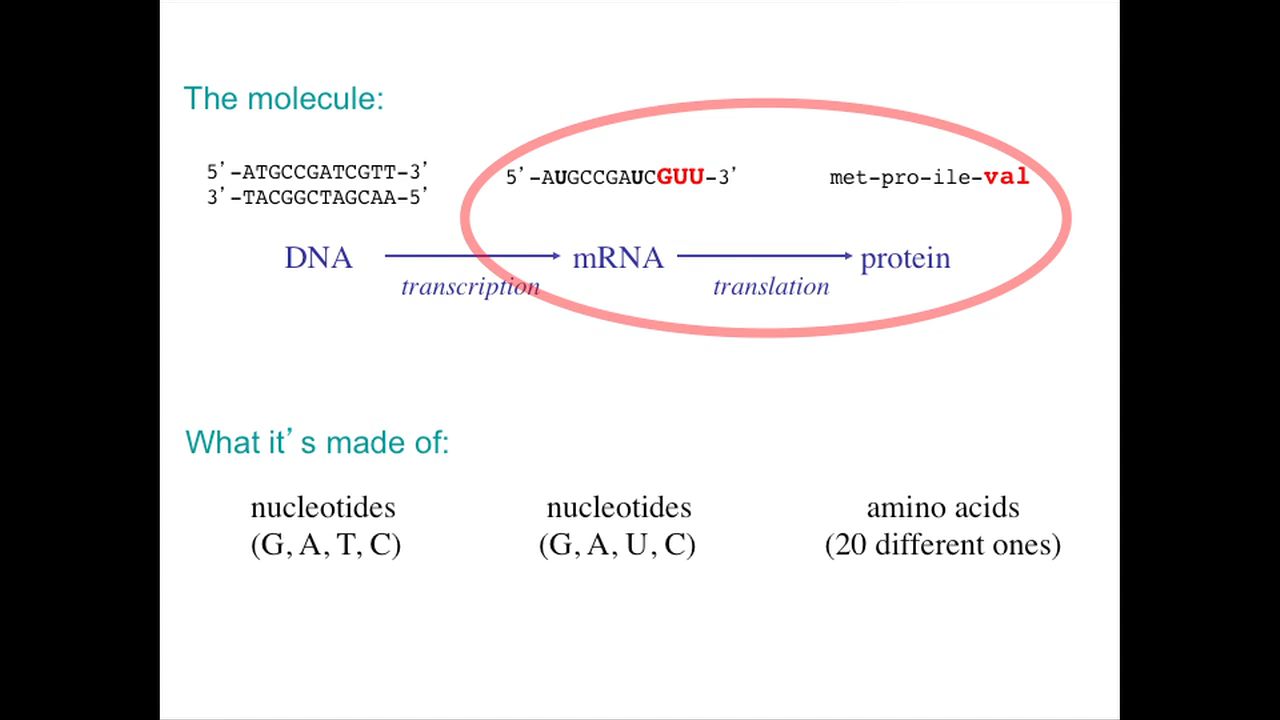 The molecule:
5’-ATGCCGATCGTT-3’
3’-TACGGCTAGCAA-5’
5’-AUGCCGAUCGUU-3’
met-pro-ile-val
DNA
mRNA
protein
transcription
translation
What it’s made of:
nucleotides
(G, A, T, C)
nucleotides
(G, A, U, C)
amino acids
(20 different ones)